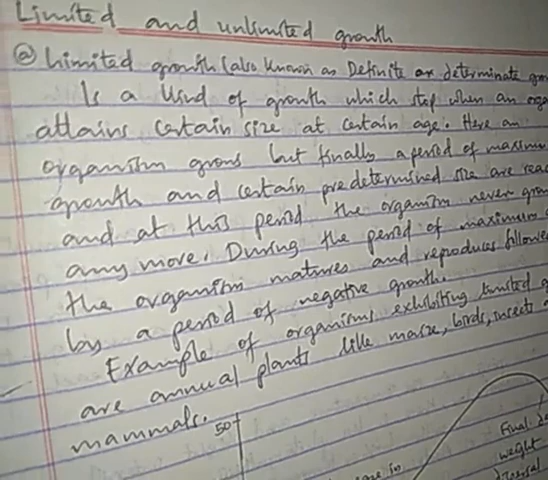 Limited and unlimited growth
@ Limited growth (also known as Definite or determinate
Is a kind of growth which stop when an
attains certain size at certain age. Here an
organism grows but finally a period of
growth and certain predetermined size are
and at this period the organism never
any more. During the period of maximum
the organism matures and reproduces
by a period of negative growth.
Example of organisms exhibiting limited
are annual plants like maize, birds, insects
mammals.
50
Final
weight